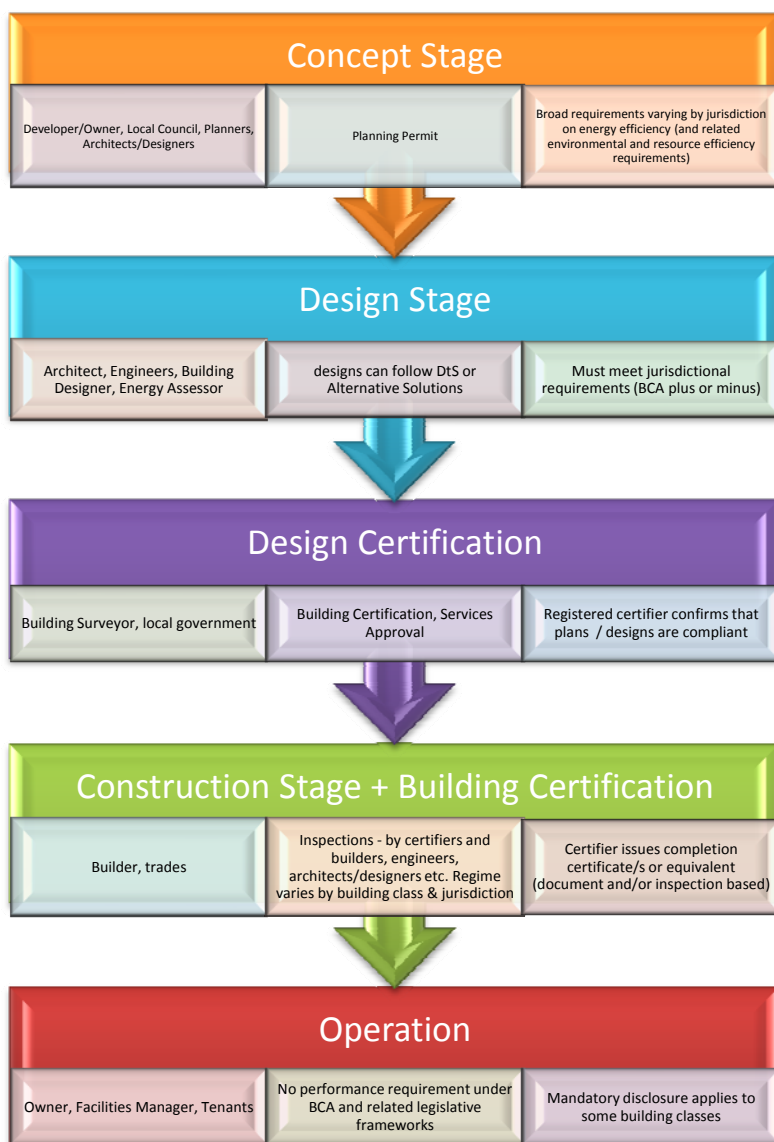 Concept Stage
Developer/Owner, Local Council, Planners,
Architects/Designers
Planning Permit
Broad requirements varying by jurisdiction
on energy efficiency (and related
environmental and resource efficiency
requirements)
Design Stage
Architect, Engineers, Building
Designer, Energy Assessor
designs can follow DtS or
Alternative Solutions
Must meet jurisdictional
requirements (BCA plus or minus)
Design Certification
Building Surveyor, local government
Building Certification, Services
Approval
Registered certifier confirms that
plans / designs are compliant
Construction Stage + Building Certification
Builder, trades
Inspections - by certifiers and
builders, engineers,
architects/designers etc. Regime
varies by building class & jurisdiction
Certifier issues completion
certificate/s or equivalent
(document and/or inspection based)
Operation
Owner, Facilities Manager, Tenants
No performance requirement under
BCA and related legislative
frameworks
Mandatory disclosure applies to
some building classes